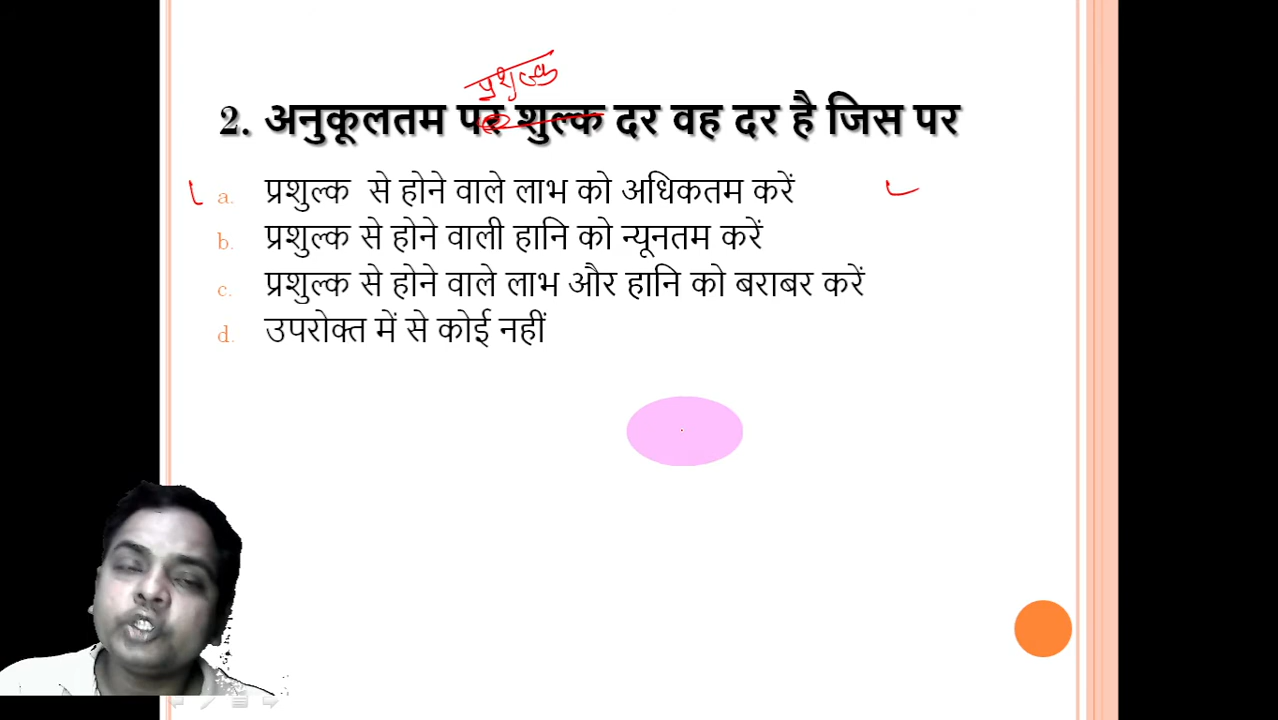 प्रशुल्क
2. अनुकूलतम पर शुल्क दर वह दर है जिस पर
a. प्रशुल्क से होने वाले लाभ को अधिकतम करें
b. प्रशुल्क से होने वाली हानि को न्यूनतम करें
c. प्रशुल्क से होने वाले लाभ और हानि को बराबर करें
d. उपरोक्त में से कोई नहीं